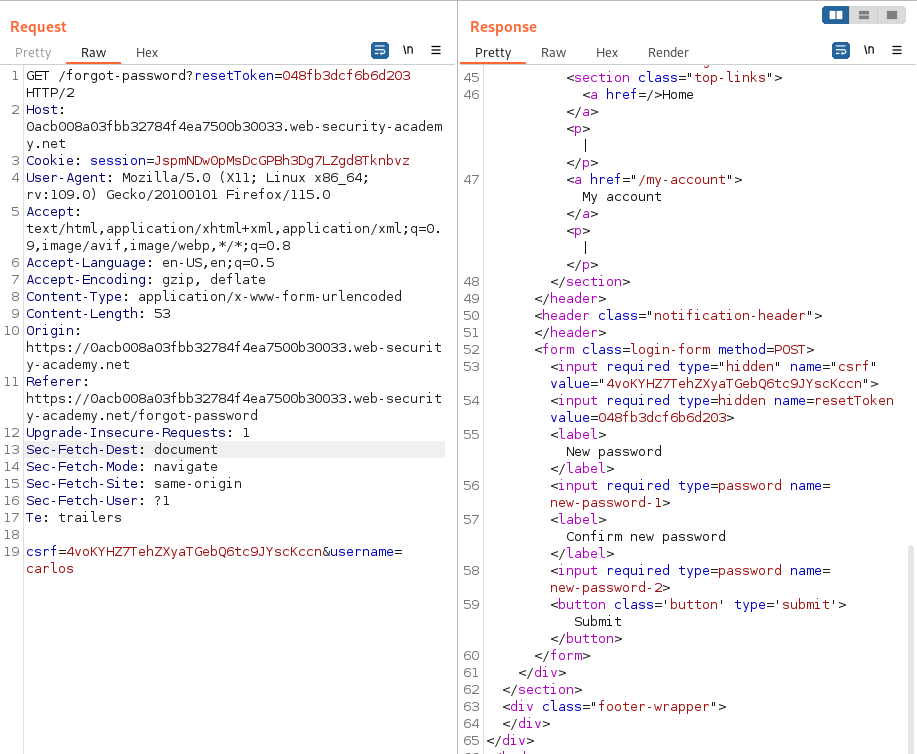 Request
Pretty Raw Hex
\n
1 GET /forgot-password?resetToken=048fb3dcf6b6d203
HTTP/2
2 Host:
0acb008a03fbb32784f4ea7500b30033.web-security-academ
y.net
3 Cookie: session=JspmNDwOpMsDcGPBh3Dg7LZgd8Tknbvz
4 User-Agent: Mozilla/5.0 (X11; Linux x86_64;
rv:109.0) Gecko/20100101 Firefox/115.0
5 Accept:
text/html,application/xhtml+xml,application/xml;q=0.
9,image/avif,image/webp,*/*;q=0.8
6 Accept-Language: en-US,en;q=0.5
7 Accept-Encoding: gzip, deflate
8 Content-Type: application/x-www-form-urlencoded
9 Content-Length: 53
10 Origin:
https://0acb008a03fbb32784f4ea7500b30033.web-securit
y-academy.net
11 Referer:
https://0acb008a03fbb32784f4ea7500b30033.web-securit
y-academy.net/forgot-password
12 Upgrade-Insecure-Requests: 1
13 Sec-Fetch-Dest: document
14 Sec-Fetch-Mode: navigate
15 Sec-Fetch-Site: same-origin
16 Sec-Fetch-User: ?1
17 Te: trailers
18
19 csrf=4voKYHZ7TehZXyaTGebQ6tc9JYscKccn&username=
carlos
Response
Pretty Raw Hex Render
\n
45 <section class="top-links">
46 <a href=/>Home
</a>
<p>
|
</p>
47 <a href="/my-account">
My account
</a>
<p>
|
</p>
48 </section>
49 </header>
50 <header class="notification-header">
51 </header>
52 <form class=login-form method=POST>
53 <input required type="hidden" name="csrf"
value="4voKYHZ7TehZXyaTGebQ6tc9JYscKccn">
54 <input required type=hidden name=resetToken
value=048fb3dcf6b6d203>
55 <label>
New password
</label>
56 <input required type=password name=
new-password-1>
57 <label>
Confirm new password
</label>
58 <input required type=password name=
new-password-2>
59 <button class='button' type='submit'>
Submit
</button>
60 </form>
61 </div>
62 </section>
63 <div class="footer-wrapper">
64 </div>
65 </div>